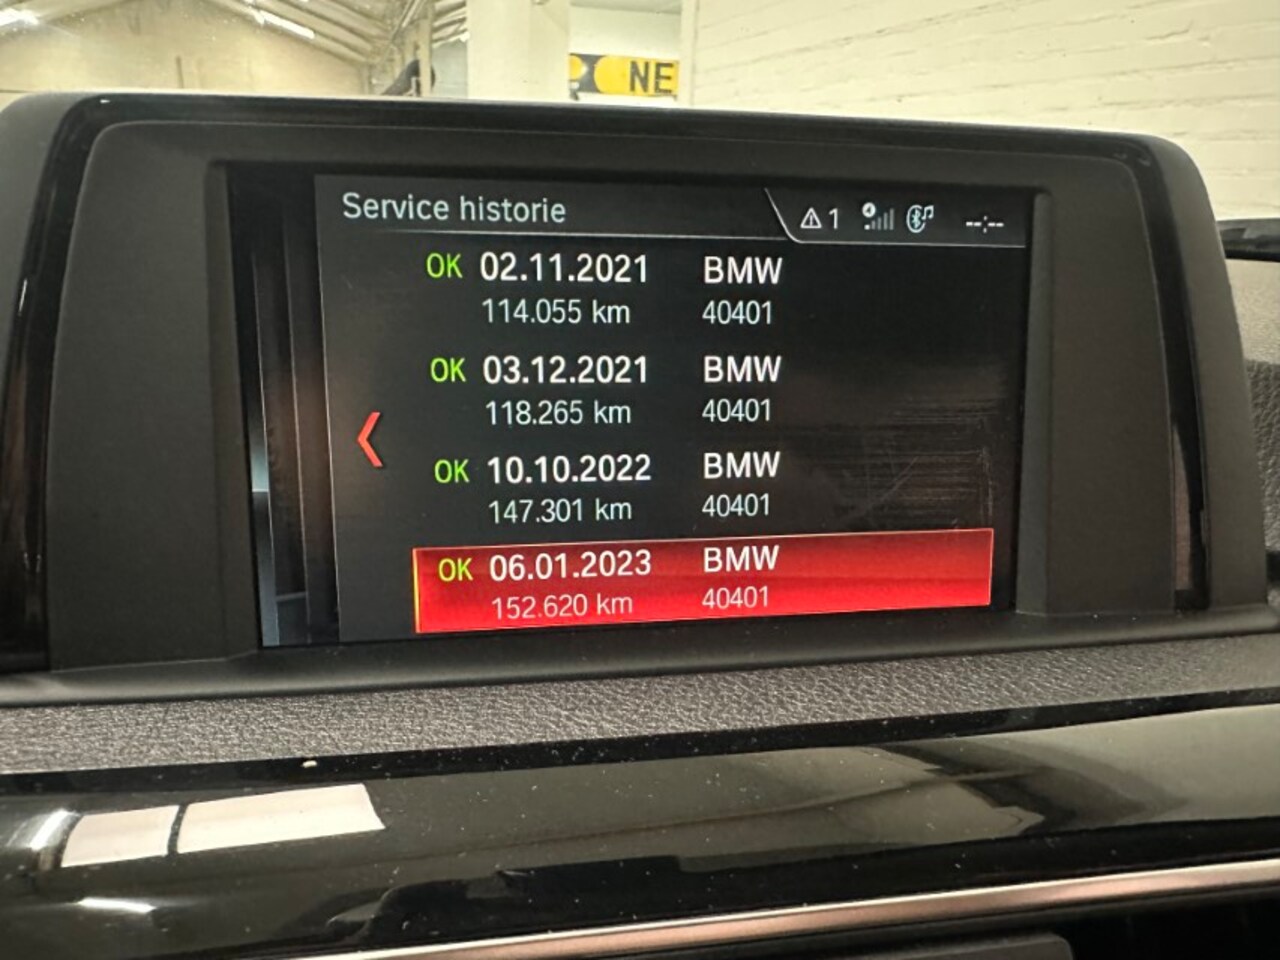 NE
Service historie
1
--:--
OK 02.11.2021 BMW
114.055 km 40401
OK 03.12.2021 BMW
118.265 km 40401
OK 10.10.2022 BMW
147.301 km 40401
OK 06.01.2023 BMW
152.620 km 40401